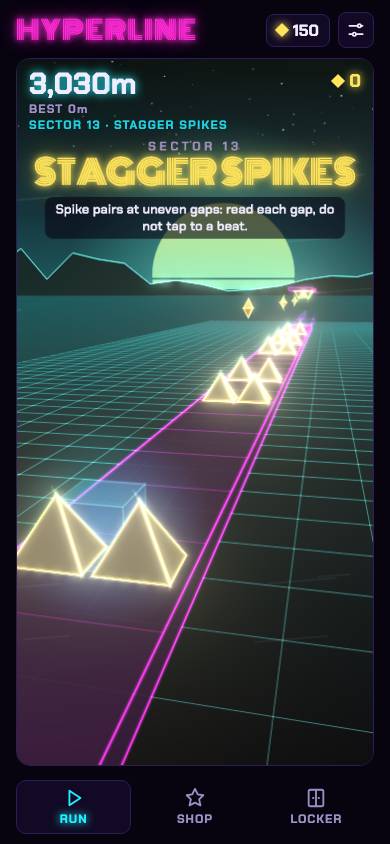 HYPERLINE
150
3,030m
0
BEST 0m
SECTOR 13 · STAGGER SPIKES
SECTOR 13
STAGGER SPIKES
Spike pairs at uneven gaps: read each gap, do
not tap to a beat.
RUN
SHOP
LOCKER